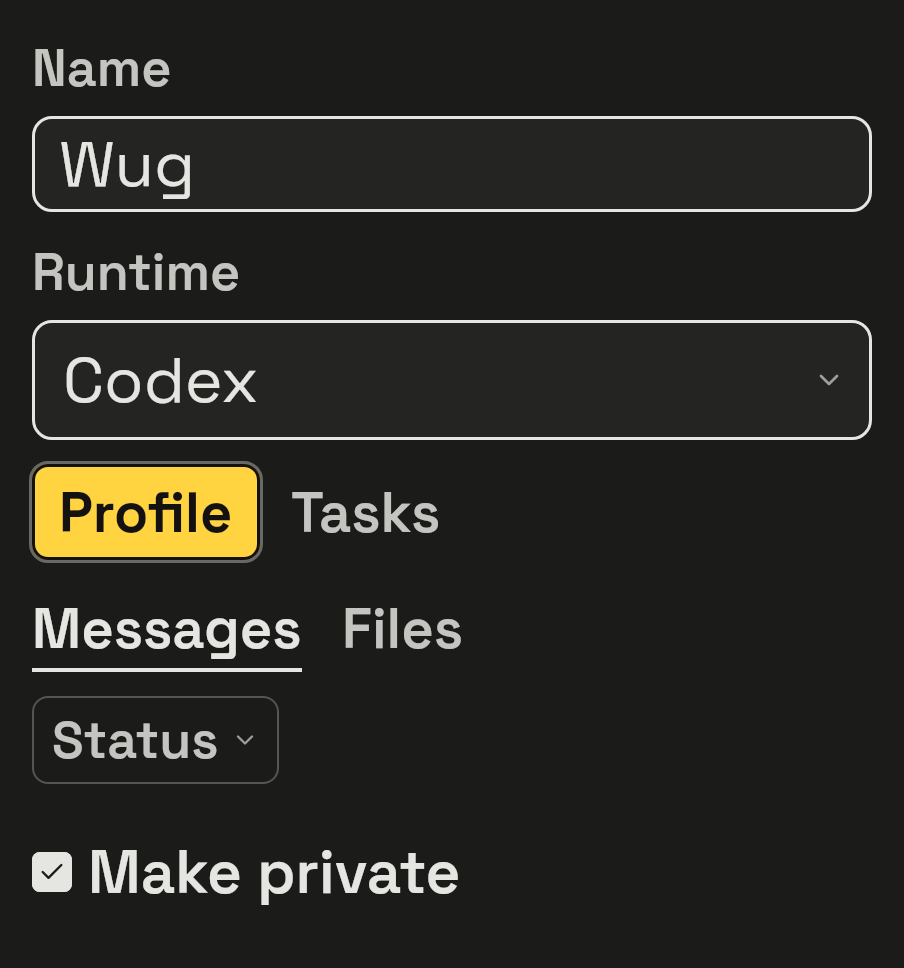 Name
Wug
Runtime
Codex
Profile Tasks
Messages Files
Status
Make private